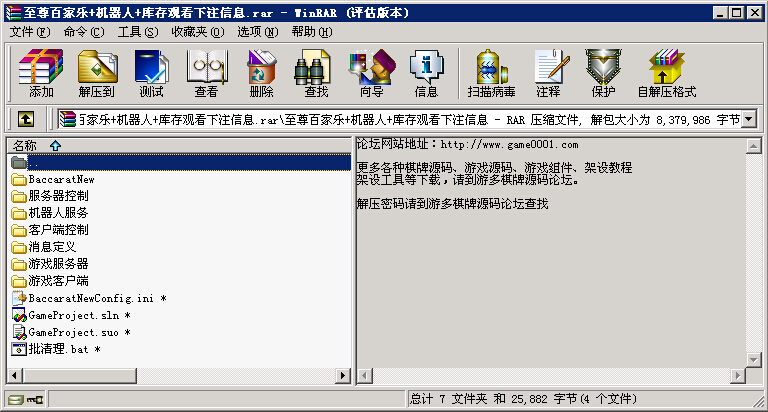 至尊百家乐+机器人+库存观看下注信息.rar - WinRAR (评估版本)
文件(F) 命令(C) 工具(S) 收藏夹(O) 选项(N) 帮助(H)
添加 解压到 测试 查看 删除 查找 向导 信息 扫描病毒 注释 保护 自解压格式
百家乐+机器人+库存观看下注信息.rar\至尊百家乐+机器人+库存观看下注信息 - RAR 压缩文件, 解包大小为 8,379,986 字节
名称
..
BaccaratNew
服务器控制
机器人服务
客户端控制
消息定义
游戏服务器
游戏客户端
BaccaratNewConfig.ini *
GameProject.sln *
GameProject.suo *
批清理.bat *
论坛网站地址：http://www.game0001.com
更多各种棋牌源码、游戏源码、游戏组件、架设教程
架设工具等下载，请到游多棋牌源码论坛。
解压密码请到游多棋牌源码论坛查找
总计 7 文件夹 和 25,882 字节(4 个文件)